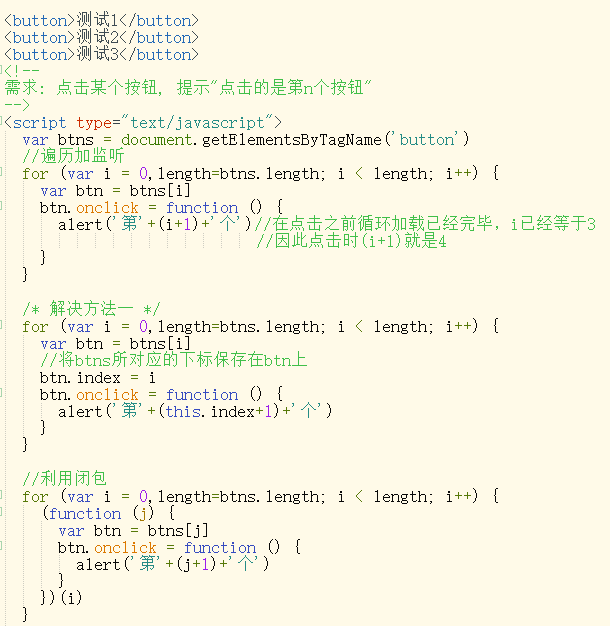 <button>测试1</button>
<button>测试2</button>
<button>测试3</button>
<!--
需求: 点击某个按钮, 提示"点击的是第n个按钮"
-->
<script type="text/javascript">
  var btns = document.getElementsByTagName('button')
  //遍历加监听
  for (var i = 0,length=btns.length; i < length; i++) {
    var btn = btns[i]
    btn.onclick = function () {
      alert('第'+(i+1)+'个')//在点击之前循环加载已经完毕，i已经等于3
                            //因此点击时(i+1)就是4
    }
  }

  /* 解决方法一 */
  for (var i = 0,length=btns.length; i < length; i++) {
    var btn = btns[i]
    //将btns所对应的下标保存在btn上
    btn.index = i
    btn.onclick = function () {
      alert('第'+(this.index+1)+'个')
    }
  }

  //利用闭包
  for (var i = 0,length=btns.length; i < length; i++) {
    (function (j) {
      var btn = btns[j]
      btn.onclick = function () {
        alert('第'+(j+1)+'个')
      }
    })(i)
  }